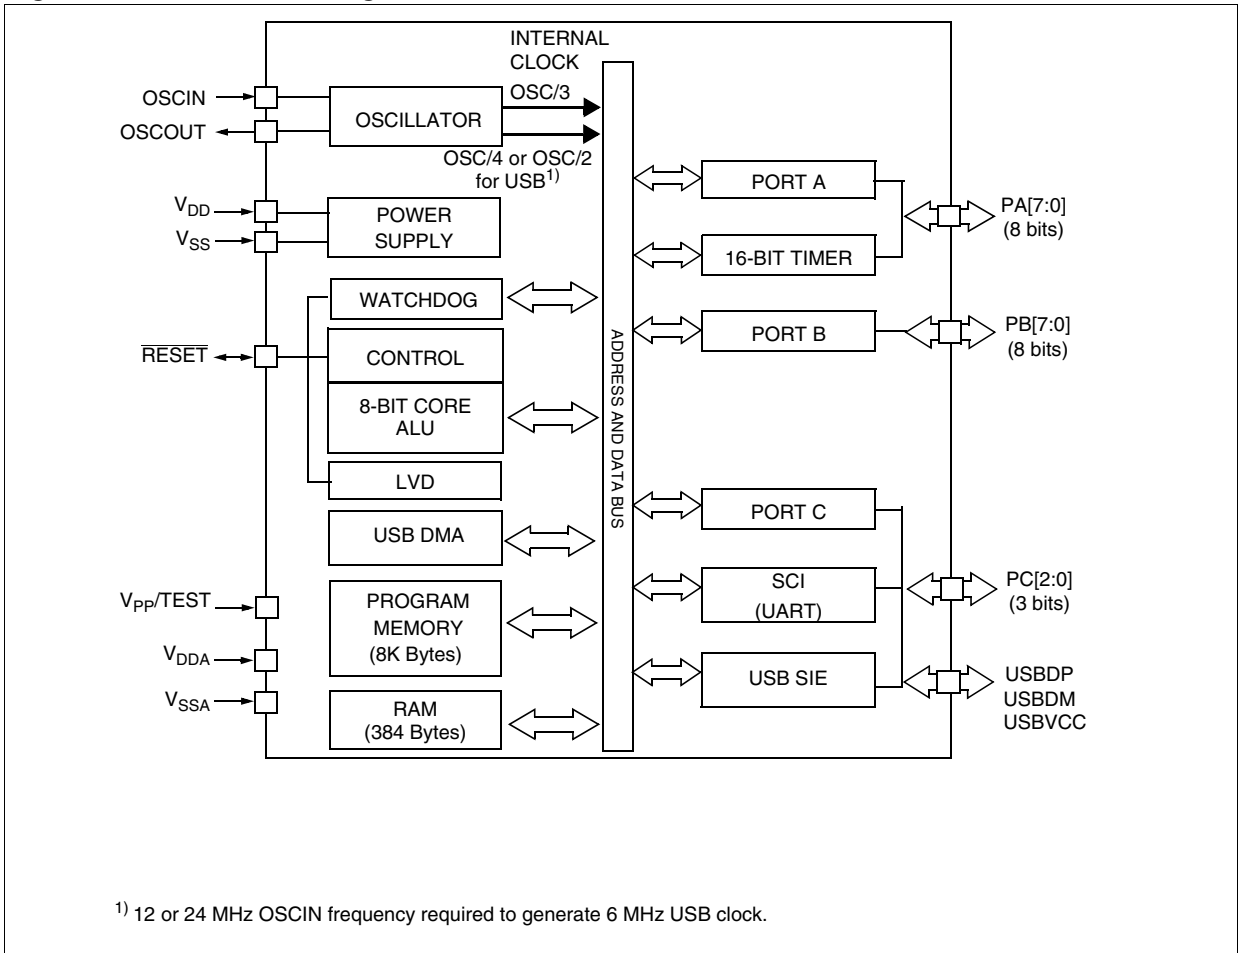 INTERNAL
CLOCK
OSCIN
OSCOUT
OSCILLATOR
OSC/3
OSC/4 or OSC/2
for USB1)
VDD
VSS
POWER
SUPPLY
WATCHDOG
RESET
CONTROL
8-BIT CORE
ALU
LVD
USB DMA
VPP/TEST
VDDA
VSSA
PROGRAM
MEMORY
(8K Bytes)
RAM
(384 Bytes)
ADDRESS AND DATA BUS
PORT A
16-BIT TIMER
PA[7:0]
(8 bits)
PORT B
PB[7:0]
(8 bits)
PORT C
SCI
(UART)
PC[2:0]
(3 bits)
USB SIE
USBDP
USBDM
USBVCC
1) 12 or 24 MHz OSCIN frequency required to generate 6 MHz USB clock.